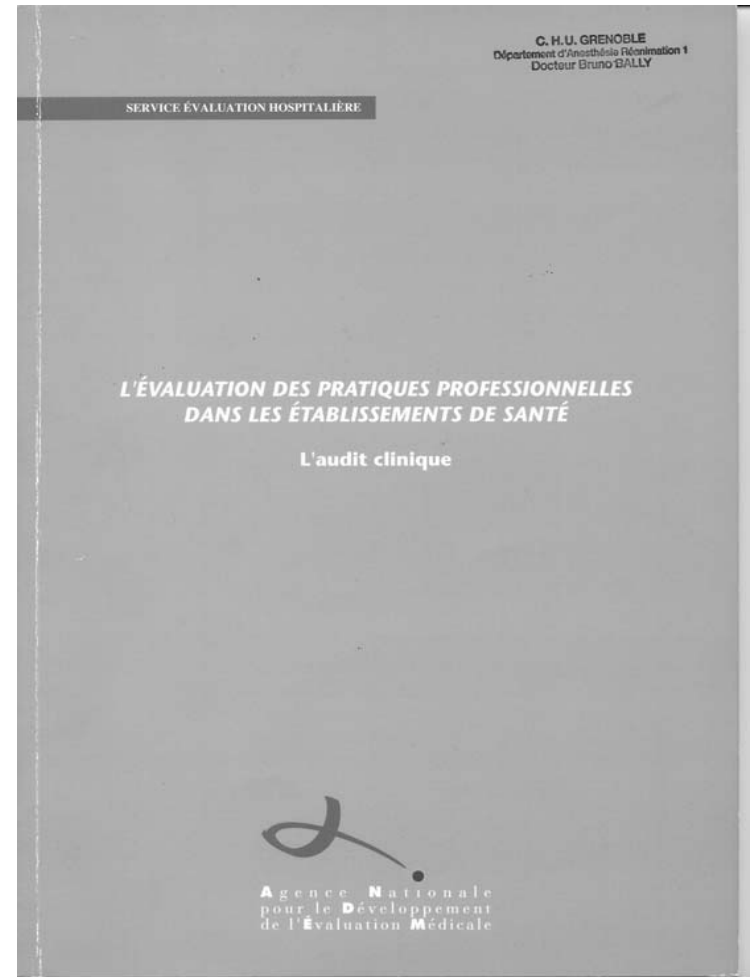 C. H. U. GRENOBLE
Département d'Anesthésie Réanimation 1
Docteur Bruno BALLY
SERVICE ÉVALUATION HOSPITALIÈRE
L'ÉVALUATION DES PRATIQUES PROFESSIONNELLES
DANS LES ÉTABLISSEMENTS DE SANTÉ
L'audit clinique
Agence Nationale
pour le Développement
de l'Évaluation Médicale